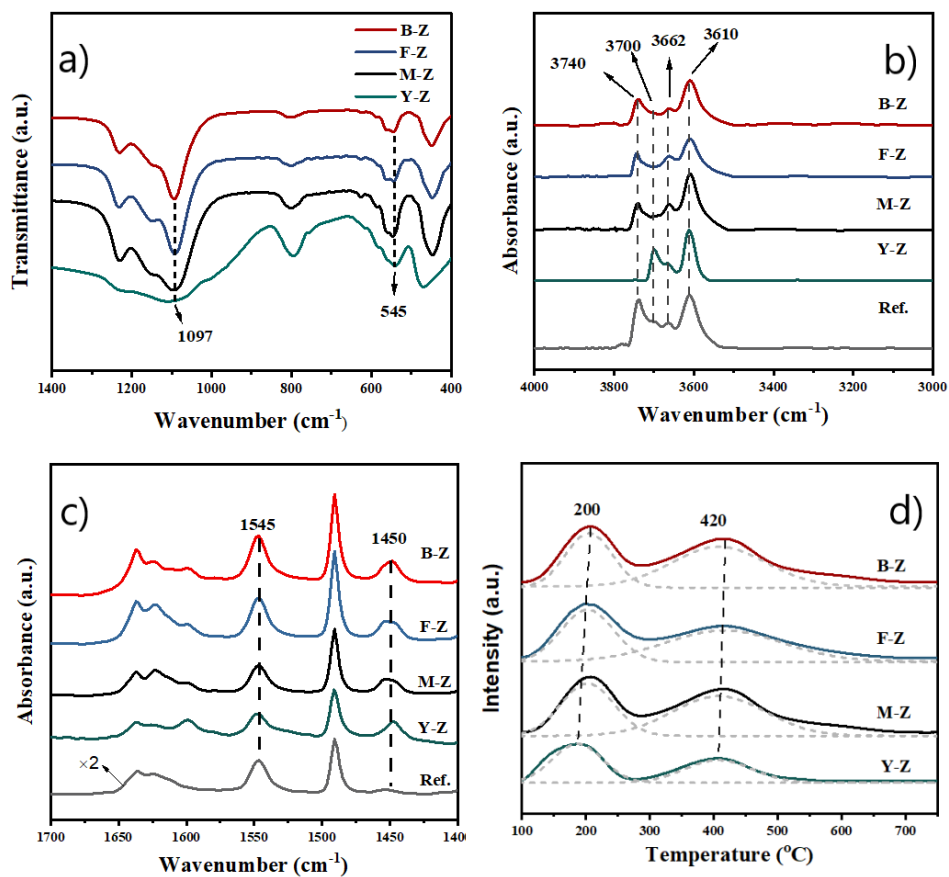 a)
B-Z
F-Z
M-Z
Y-Z
1097
545
Transmittance (a.u.)
1400 1200 1000 800 600 400
Wavenumber (cm-1)
b)
3740
3700
3662
3610
B-Z
F-Z
M-Z
Y-Z
Ref.
Absorbance (a.u.)
4000 3800 3600 3400 3200 3000
Wavenumber (cm-1)
c)
1545
1450
B-Z
F-Z
M-Z
Y-Z
×2
Ref.
Absorbance (a.u.)
1700 1650 1600 1550 1500 1450 1400
Wavenumber (cm-1)
d)
200
420
B-Z
F-Z
M-Z
Y-Z
Intensity (a.u.)
100 200 300 400 500 600 700
Temperature (oC)